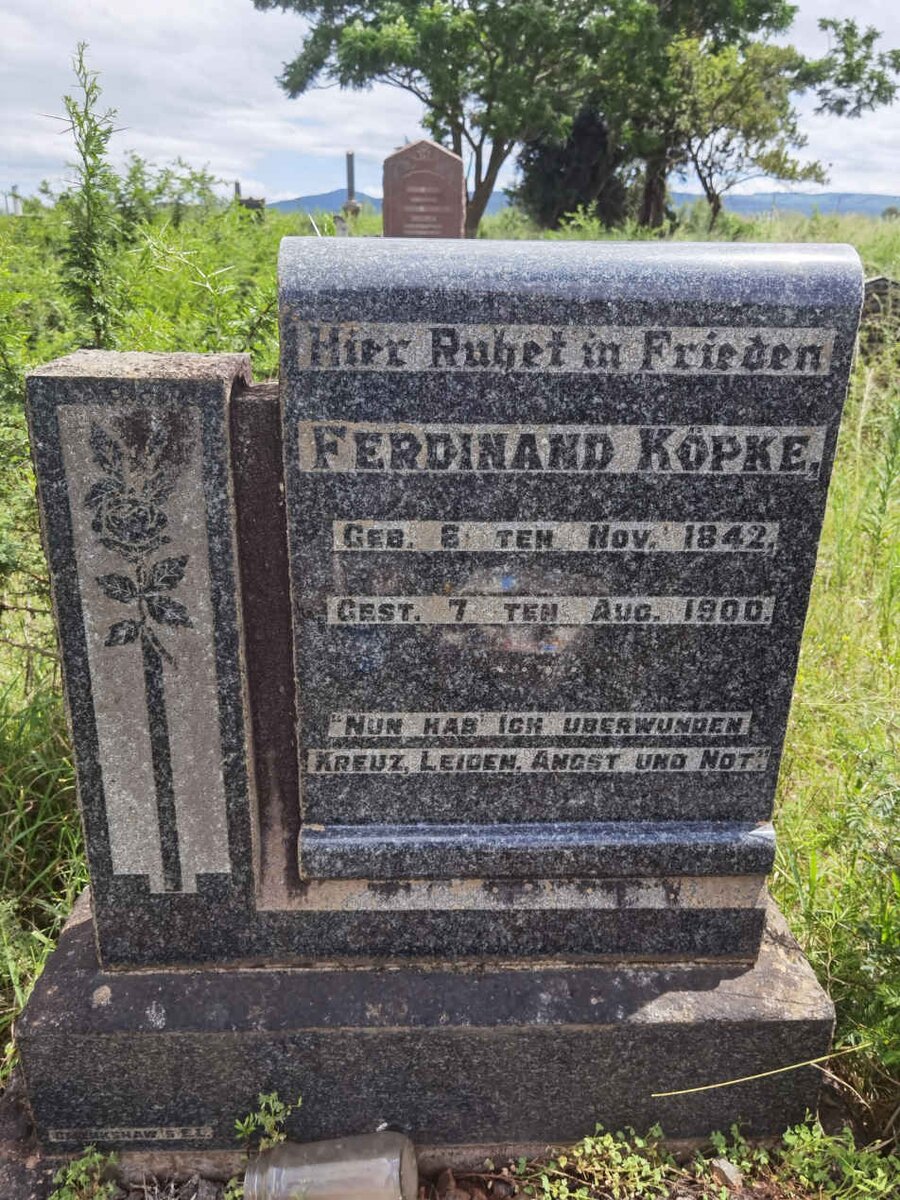 Hier Ruhet in Frieden
FERDINAND KÖPKE,
GEB. 8 TEN NOV. 1842,
GEST. 7 TEN AUG. 1900.
"NUN HAB' ICH UBERWUNDEN
KREUZ, LEIDEN, ANGST UND NOT."